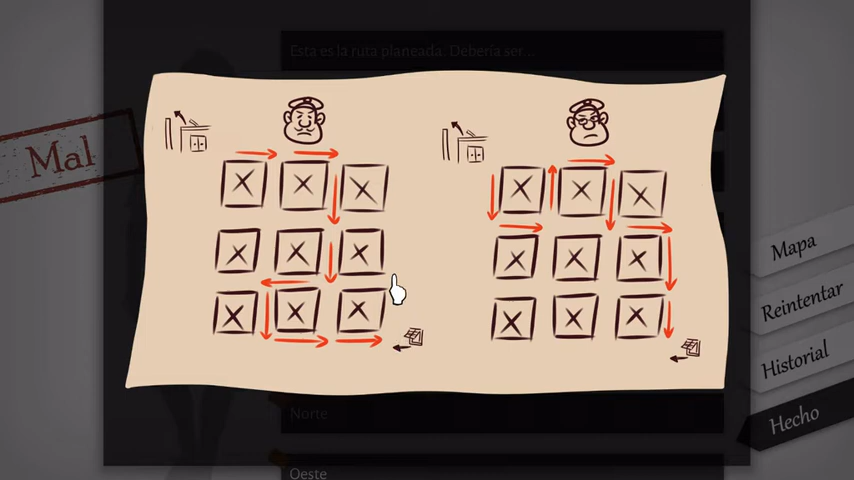 Esta es la ruta planeada. Debería ser...
Mal
Mapa
Reintentar
Historial
Hecho
Norte
Oeste